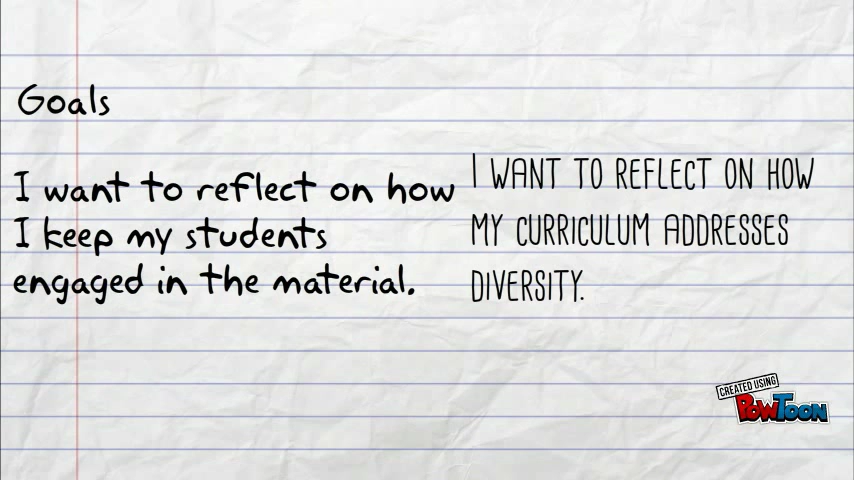 Goals
I want to reflect on how
I keep my students
engaged in the material.
I WANT TO REFLECT ON HOW
MY CURRICULUM ADDRESSES
DIVERSITY.
CREATED USING
POWTOON